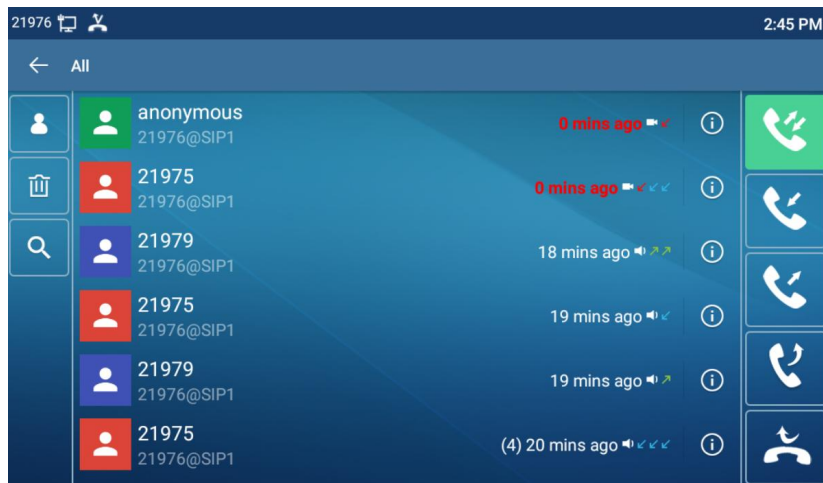 21976
2:45 PM
All
anonymous
21976@SIP1
0 mins ago
21975
21976@SIP1
0 mins ago
21979
21976@SIP1
18 mins ago
21975
21976@SIP1
19 mins ago
21979
21976@SIP1
19 mins ago
21975
21976@SIP1
(4) 20 mins ago